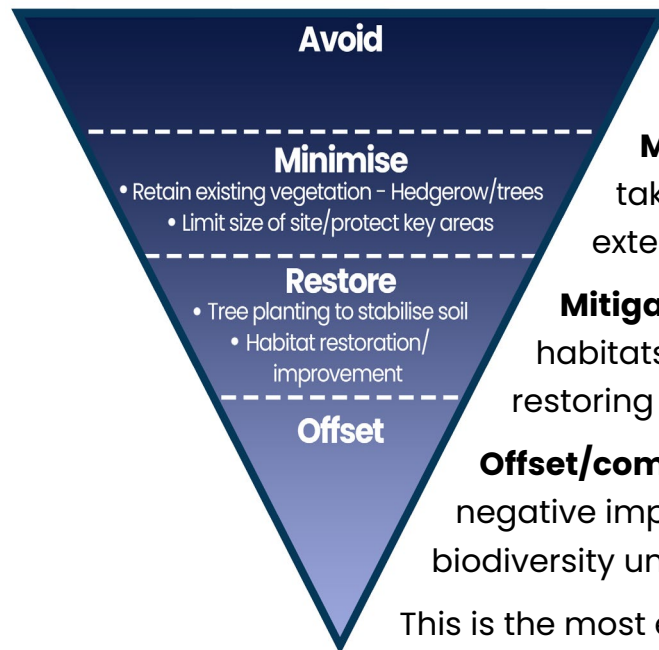 Avoid
Minimise
• Retain existing vegetation - Hedgerow/trees
• Limit size of site/protect key areas
Restore
• Tree planting to stabilise soil
• Habitat restoration/
improvement
Offset
M
tak
exte
Mitiga
habitats
restoring
Offset/com
negative imp
biodiversity un
This is the most e